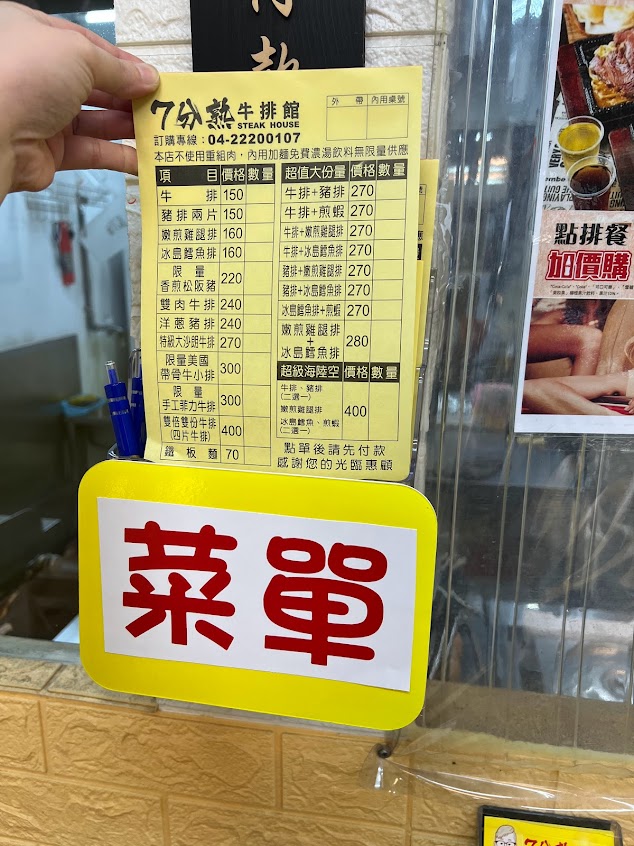 付款
7分熟牛排館
STEAK HOUSE
外帶 內用桌號
訂購專線：04-22200107
本店不使用重組肉，內用加麵免費濃湯飲料無限量供應
項目 價格 數量
牛排 150
豬排兩片 150
嫩煎雞腿排 160
冰島鱈魚排 160
限量
香煎松阪豬 220
雙肉牛排 240
洋蔥豬排 240
特級大沙朗牛排 270
限量美國
帶骨牛小排 300
限量
手工菲力牛排 300
雙倍雙份牛排
(四片牛排) 400
鐵板麵 70
超值大份量 價格 數量
牛排+豬排 270
牛排+煎蝦 270
牛排+嫩煎雞腿排 270
牛排+冰島鱈魚排 270
豬排+嫩煎雞腿排 270
豬排+冰島鱈魚排 270
冰島鱈魚排+煎蝦 270
嫩煎雞腿排
+
冰島鱈魚排 280
超級海陸空 價格 數量
牛排、豬排
(二選一)
嫩煎雞腿排 400
冰島鱈魚、煎蝦
(二選一)
點單後請先付款
感謝您的光臨惠顧
菜單
點排餐
加價購
7分熟